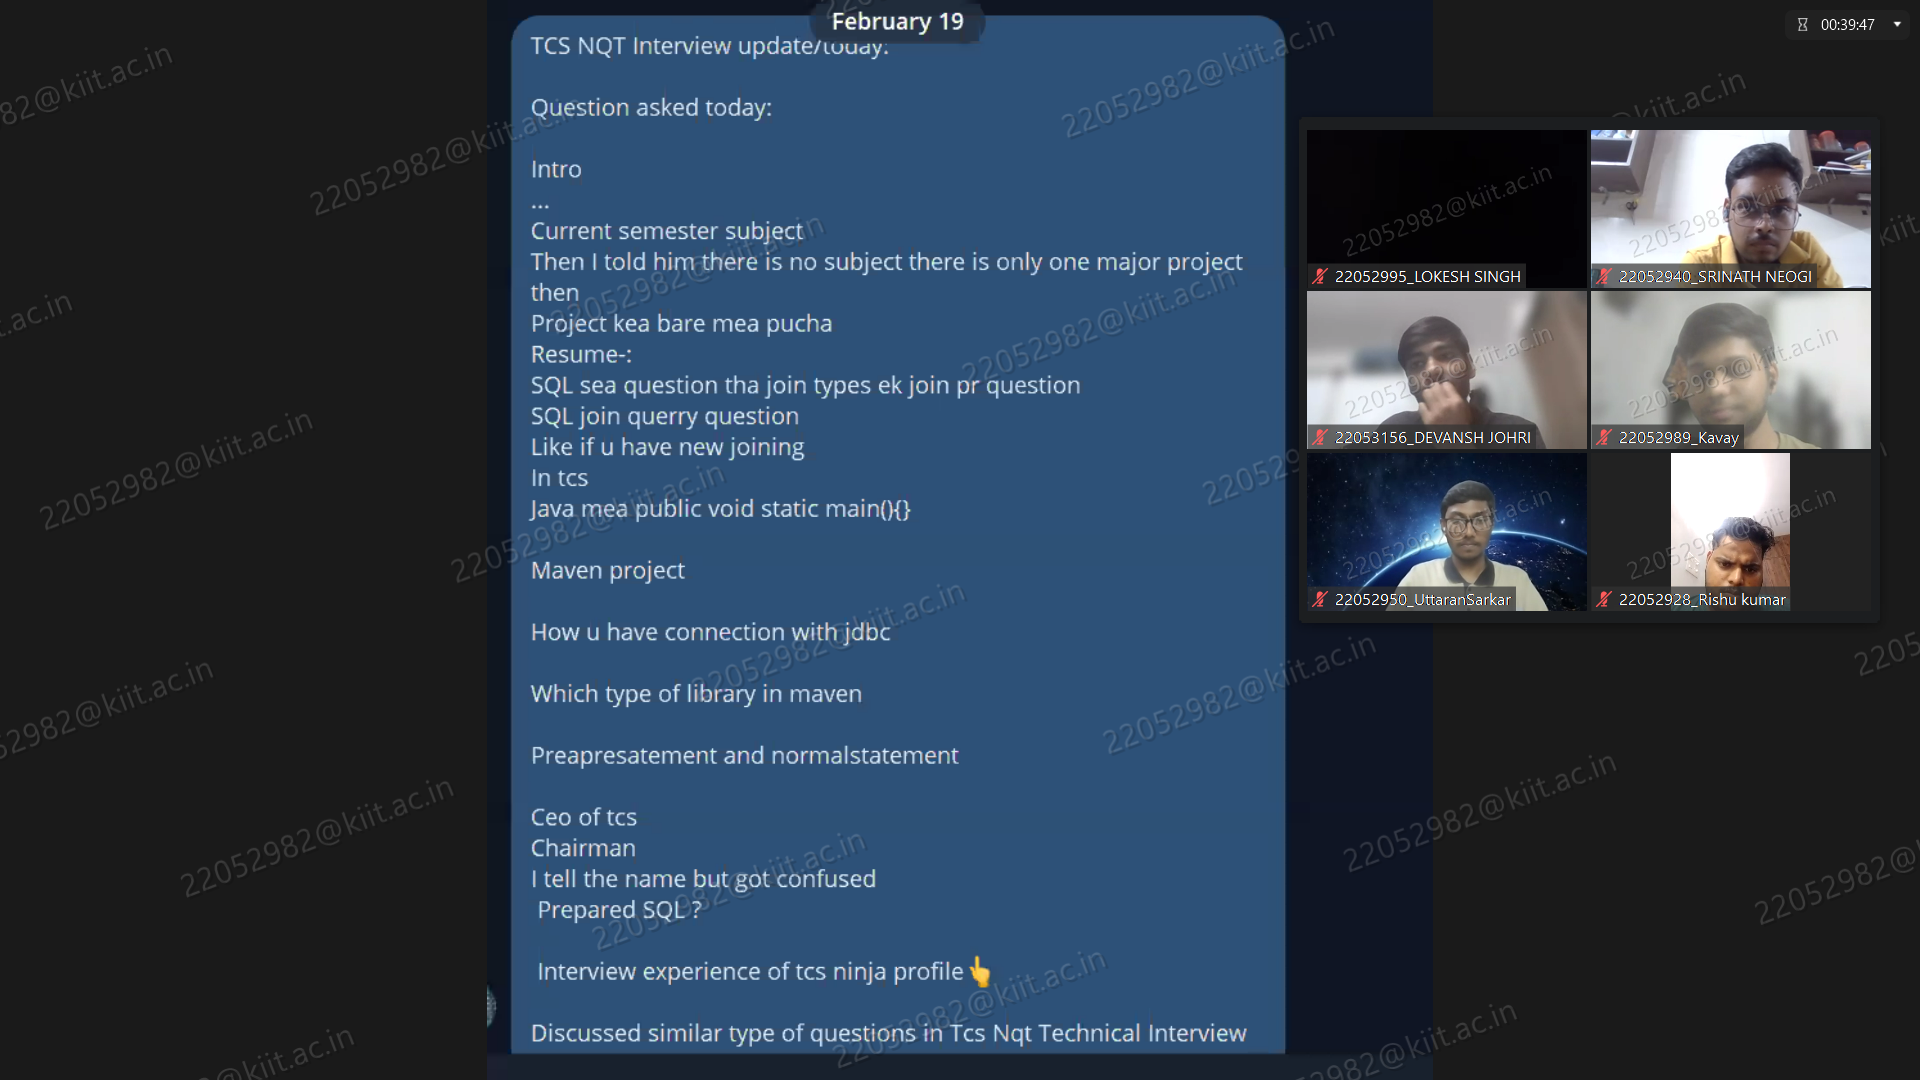 February 19
TCS NQT Interview update/today:
Question asked today:
Intro
...
Current semester subject
Then I told him there is no subject there is only one major project
then
Project kea bare mea pucha
Resume-:
SQL sea question tha join types ek join pr question
SQL join querry question
Like if u have new joining
In tcs
Java mea public void static main(){}
Maven project
How u have connection with jdbc
Which type of library in maven
Preapresatement and normalstatement
Ceo of tcs
Chairman
I tell the name but got confused
Prepared SQL ?
Interview experience of tcs ninja profile👆
Discussed similar type of questions in Tcs Nqt Technical Interview
00:39:47
22052995_LOKESH SINGH
22052940_SRINATH NEOGI
22053156_DEVANSH JOHRI
22052989_Kavay
22052950_UttaranSarkar
22052928_Rishu kumar
22052982@kiit.ac.in